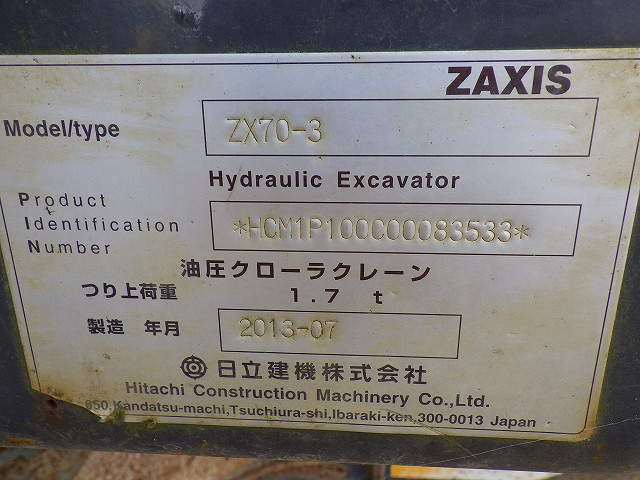 ZAXIS
Model/type ZX70-3
Hydraulic Excavator
Product
Identification
Number
*HCM1P100C00083533*
油圧クローラクレーン
つり上荷重 1.7 t
製造 年月 2013-07
日立建機株式会社
Hitachi Construction Machinery Co.,Ltd.
650,Kandatsu-machi,Tsuchiura-shi,Ibaraki-ken,300-0013 Japan